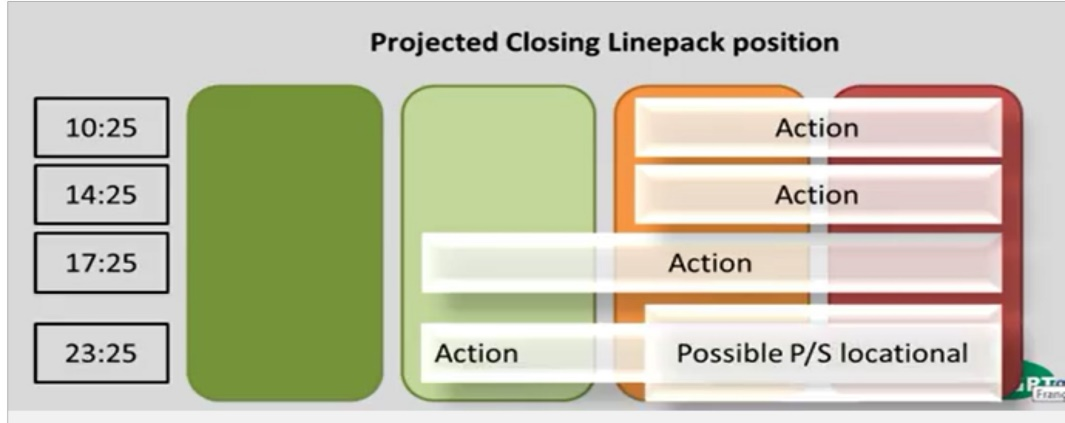 Projected Closing Linepack position
10:25
Action
14:25
Action
17:25
Action
23:25
Action
Possible P/S locational